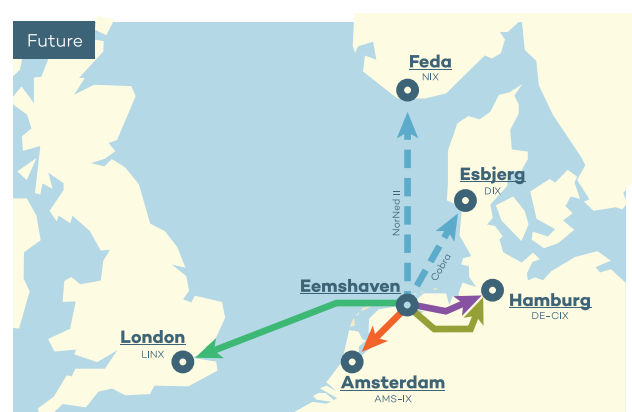 Future
Feda
NIX
Esbjerg
DIX
NorNed II
Cobra
Eemshaven
Hamburg
DE-CIX
London
LINX
Amsterdam
AMS-IX